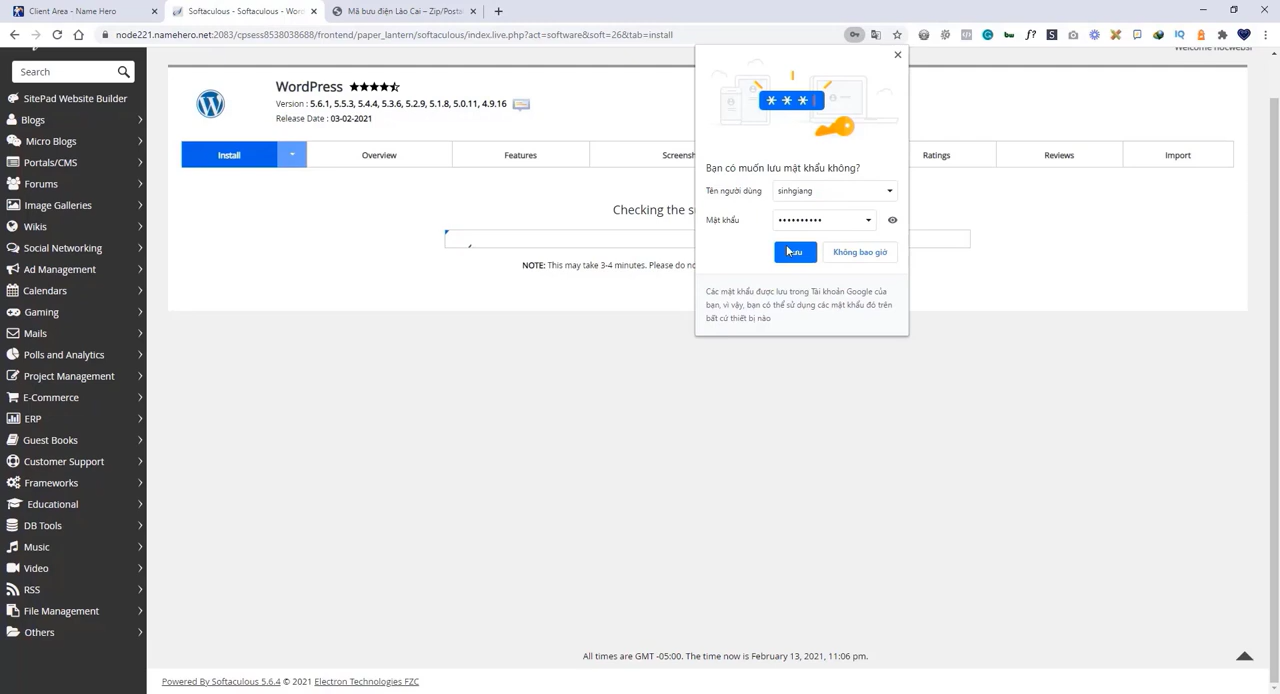 Client Area - Name Hero
Softaculous - Softaculous - Wor
Mã bưu điện Lào Cai – Zip/Posta
node221.namehero.net:2083/cpsess8538038688/frontend/paper_lantern/softaculous/index.live.php?act=software&soft=26&tab=install
Welcome
Search
SitePad Website Builder
Blogs
Micro Blogs
Portals/CMS
Forums
Image Galleries
Wikis
Social Networking
Ad Management
Calendars
Gaming
Mails
Polls and Analytics
Project Management
E-Commerce
ERP
Guest Books
Customer Support
Frameworks
Educational
DB Tools
Music
Video
RSS
File Management
Others
WordPress
Version : 5.6.1, 5.5.3, 5.4.4, 5.3.6, 5.2.9, 5.1.8, 5.0.11, 4.9.16
Release Date : 03-02-2021
Install
Overview
Features
Screensh
Ratings
Reviews
Import
Checking the s
NOTE: This may take 3-4 minutes. Please do no
Bạn có muốn lưu mật khẩu không?
Tên người dùng
sinhgiang
Mật khẩu
••••••••••
Không bao giờ
Các mật khẩu được lưu trong Tài khoản Google của
bạn, vì vậy, bạn có thể sử dụng các mật khẩu đó trên
bất cứ thiết bị nào
All times are GMT -05:00. The time now is February 13, 2021, 11:06 pm.
Powered By Softaculous 5.6.4 © 2021 Electron Technologies FZC